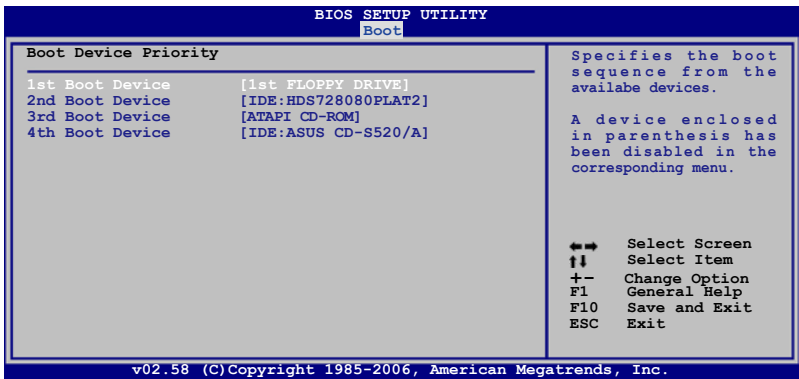 BIOS SETUP UTILITY
Boot
Boot Device Priority
1st Boot Device [1st FLOPPY DRIVE]
2nd Boot Device [IDE:HDS728080PLAT2]
3rd Boot Device [ATAPI CD-ROM]
4th Boot Device [IDE:ASUS CD-S520/A]
Specifies the boot
sequence from the
availabe devices.
A device enclosed
in parenthesis has
been disabled in the
corresponding menu.
←→ Select Screen
↑↓ Select Item
+- Change Option
F1 General Help
F10 Save and Exit
ESC Exit
v02.58 (C)Copyright 1985-2006, American Megatrends, Inc.